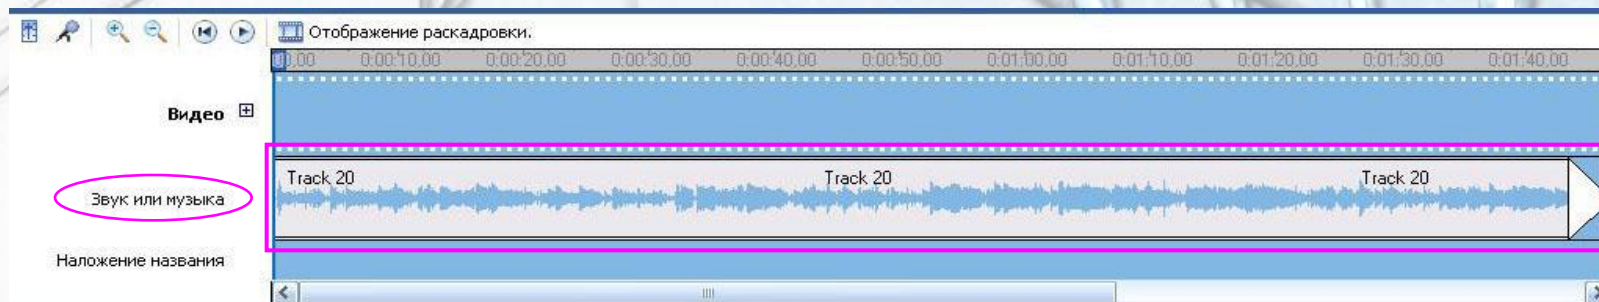 Отображение раскадровки.
0,00 0:00:10,00 0:00:20,00 0:00:30,00 0:00:40,00 0:00:50,00 0:01:00,00 0:01:10,00 0:01:20,00 0:01:30,00 0:01:40,00
Видео
Track 20 Track 20 Track 20
Звук или музыка
Наложение названия